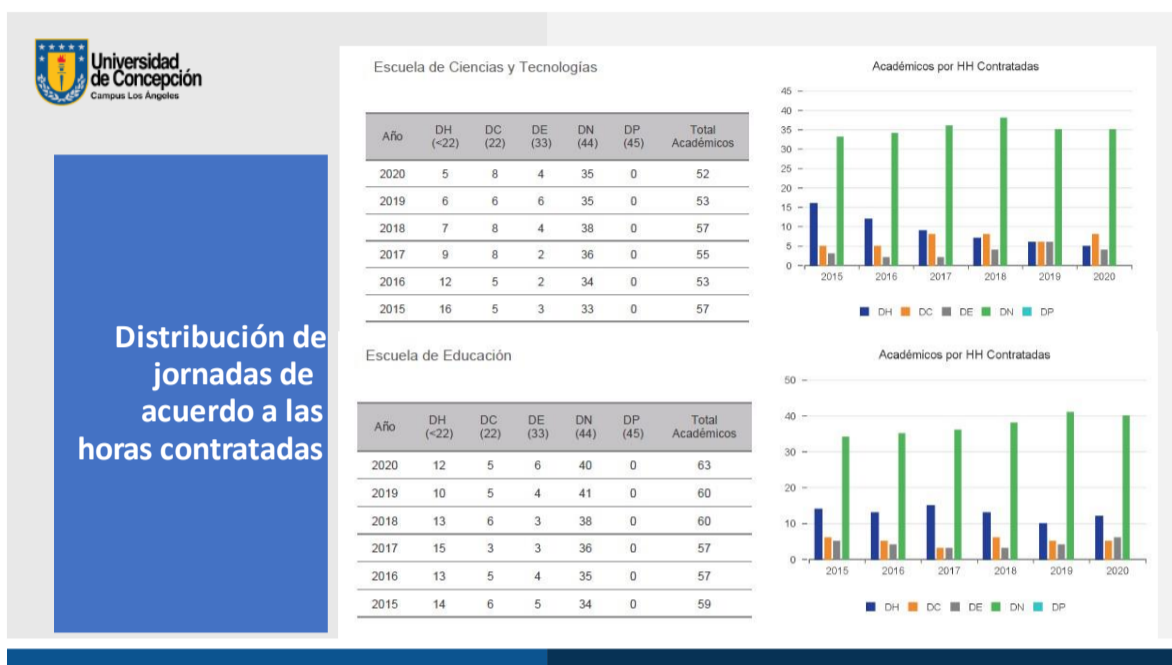 Universidad
de Concepción
Campus Los Ángeles
Distribución de
jornadas de
acuerdo a las
horas contratadas
Escuela de Ciencias y Tecnologías
Año DH (<22) DC (22) DE (33) DN (44) DP (45) Total Académicos
2020 5 8 4 35 0 52
2019 6 6 6 35 0 53
2018 7 8 4 38 0 57
2017 9 8 2 36 0 55
2016 12 5 2 34 0 53
2015 16 5 3 33 0 57
Académicos por HH Contratadas
45
40
35
30
25
20
15
10
5
0
2015 2016 2017 2018 2019 2020
DH DC DE DN DP
Escuela de Educación
Año DH (<22) DC (22) DE (33) DN (44) DP (45) Total Académicos
2020 12 5 6 40 0 63
2019 10 5 4 41 0 60
2018 13 6 3 38 0 60
2017 15 3 3 36 0 57
2016 13 5 4 35 0 57
2015 14 6 5 34 0 59
Académicos por HH Contratadas
50
40
30
20
10
0
2015 2016 2017 2018 2019 2020
DH DC DE DN DP